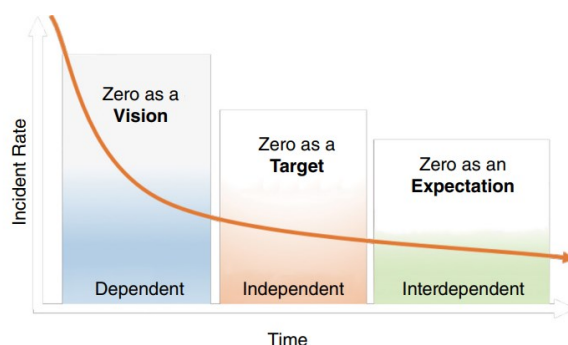 Incident Rate
Zero as a
Vision
Zero as a
Target
Zero as an
Expectation
Dependent
Independent
Interdependent
Time